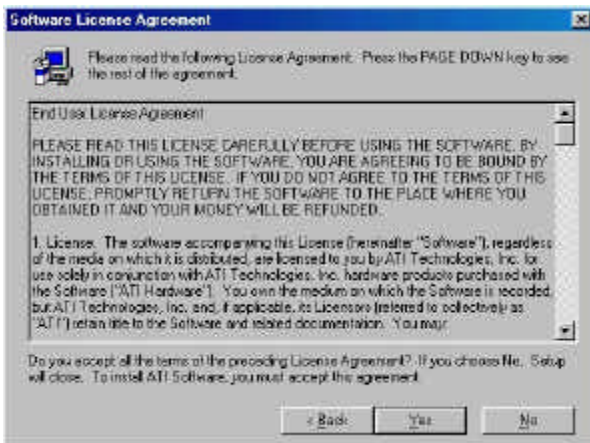 Software License Agreement
Please read the following License Agreement. Press the PAGE DOWN key to see
the rest of the agreement.
End User License Agreement
PLEASE READ THIS LICENSE CAREFULLY BEFORE USING THE SOFTWARE. BY
INSTALLING OR USING THE SOFTWARE, YOU ARE AGREEING TO BE BOUND BY
THE TERMS OF THIS LICENSE. IF YOU DO NOT AGREE TO THE TERMS OF THIS
LICENSE, PROMPTLY RETURN THE SOFTWARE TO THE PLACE WHERE YOU
OBTAINED IT AND YOUR MONEY WILL BE REFUNDED.
1. License. The software accompanying this License (hereinafter "Software"), regardless
of the media on which it is distributed, are licensed to you by ATI Technologies, Inc. for
use solely in conjunction with ATI Technologies, Inc. hardware products purchased with
the Software ("ATI Hardware"). You own the medium on which the Software is recorded,
but ATI Technologies, Inc. and, if applicable, its Licensors (referred to collectively as
"ATI") retain title to the Software and related documentation. You may:
Do you accept all the terms of the preceding License Agreement? If you choose No, Setup
will close. To install ATI Software, you must accept this agreement.
< Back
Yes
No